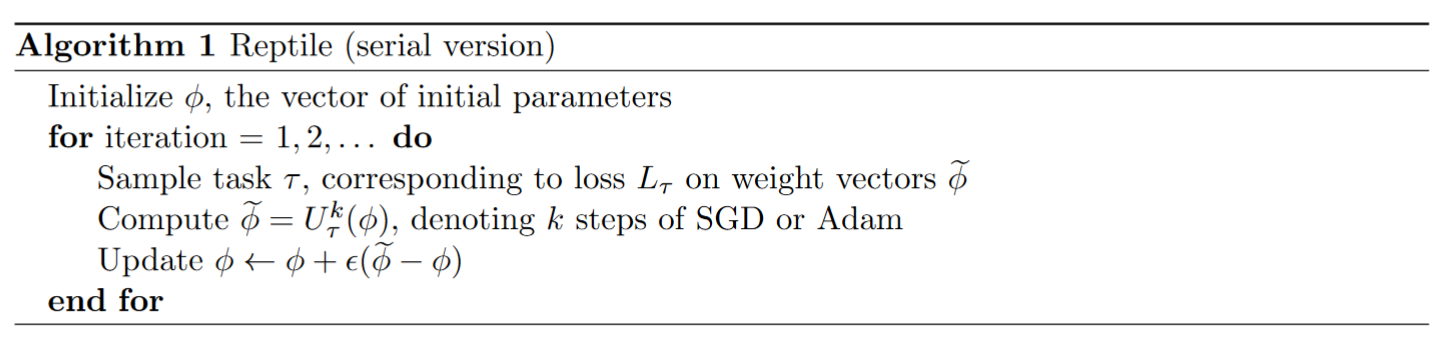 Algorithm 1 Reptile (serial version)
Initialize ϕ, the vector of initial parameters
for iteration = 1, 2, . . . do
Sample task τ, corresponding to loss L_τ on weight vectors ϕ̃
Compute ϕ̃ = U_τ^k(ϕ), denoting k steps of SGD or Adam
Update ϕ ← ϕ + ϵ(ϕ̃ − ϕ)
end for